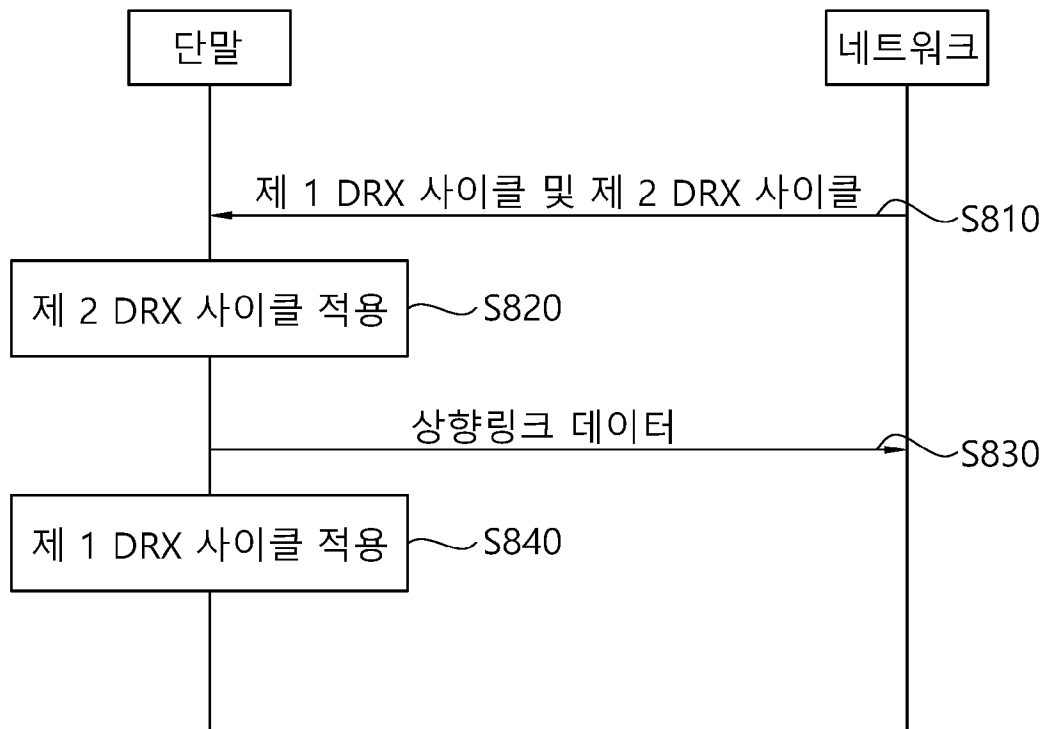 단말
네트워크
제 1 DRX 사이클 및 제 2 DRX 사이클
S810
제 2 DRX 사이클 적용
S820
상향링크 데이터
S830
제 1 DRX 사이클 적용
S840